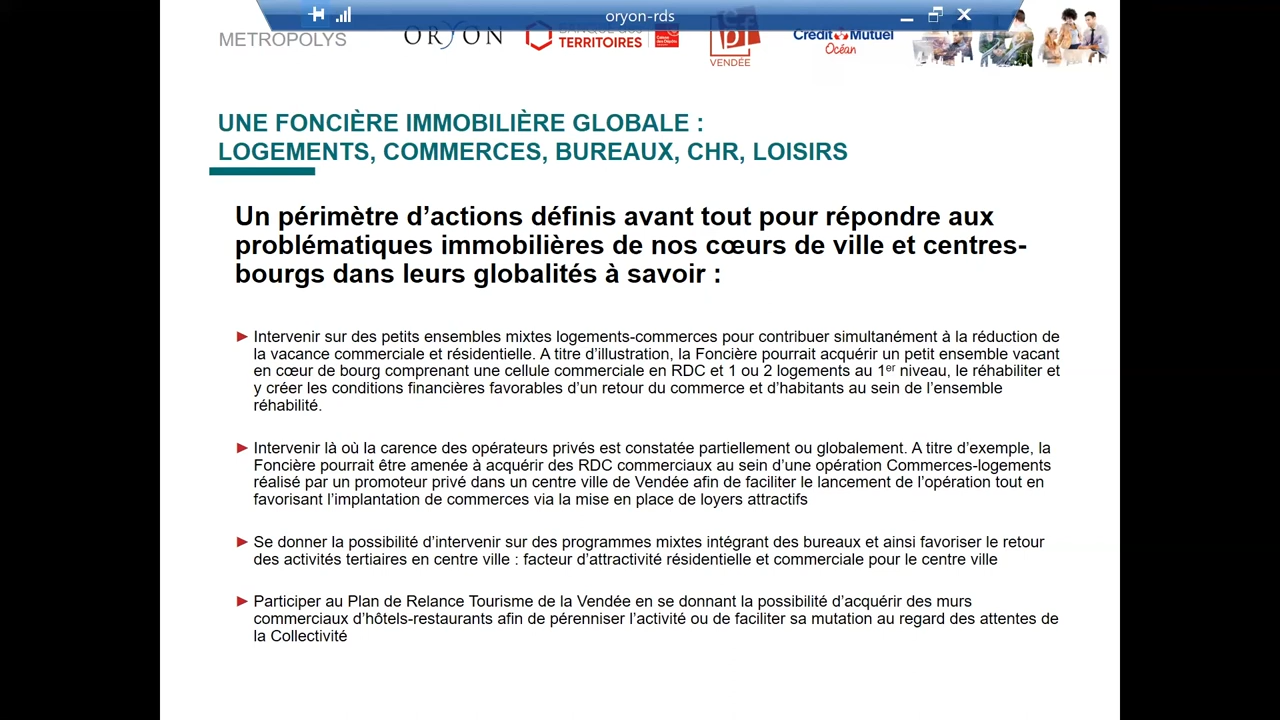 oryon-rds
METROPOLYS
ORYON
BANQUE DES
TERRITOIRES
VENDÉE
Crédit Mutuel
Océan
UNE FONCIÈRE IMMOBILIÈRE GLOBALE :
LOGEMENTS, COMMERCES, BUREAUX, CHR, LOISIRS
Un périmètre d’actions définis avant tout pour répondre aux
problématiques immobilières de nos cœurs de ville et centres-
bourgs dans leurs globalités à savoir :
► Intervenir sur des petits ensembles mixtes logements-commerces pour contribuer simultanément à la réduction de
la vacance commerciale et résidentielle. A titre d’illustration, la Foncière pourrait acquérir un petit ensemble vacant
en cœur de bourg comprenant une cellule commerciale en RDC et 1 ou 2 logements au 1er niveau, le réhabiliter et
y créer les conditions financières favorables d’un retour du commerce et d’habitants au sein de l’ensemble
réhabilité.
► Intervenir là où la carence des opérateurs privés est constatée partiellement ou globalement. A titre d’exemple, la
Foncière pourrait être amenée à acquérir des RDC commerciaux au sein d’une opération Commerces-logements
réalisé par un promoteur privé dans un centre ville de Vendée afin de faciliter le lancement de l’opération tout en
favorisant l’implantation de commerces via la mise en place de loyers attractifs
► Se donner la possibilité d’intervenir sur des programmes mixtes intégrant des bureaux et ainsi favoriser le retour
des activités tertiaires en centre ville : facteur d’attractivité résidentielle et commerciale pour le centre ville
► Participer au Plan de Relance Tourisme de la Vendée en se donnant la possibilité d’acquérir des murs
commerciaux d’hôtels-restaurants afin de pérenniser l’activité ou de faciliter sa mutation au regard des attentes de
la Collectivité